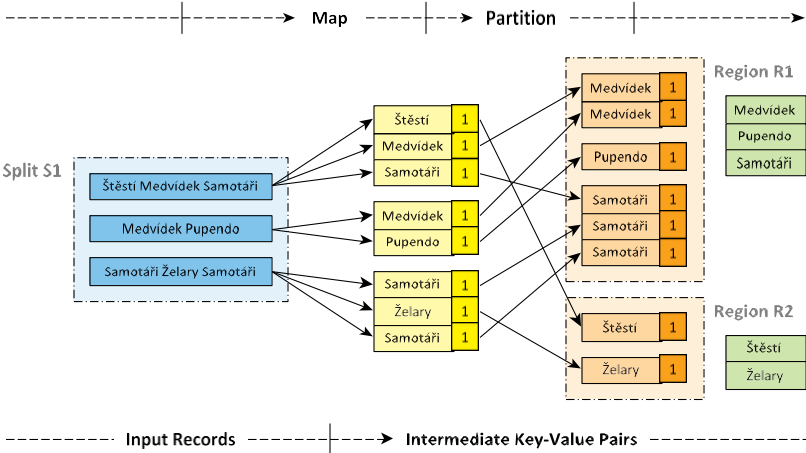 Map
Partition
Split S1
Štěstí Medvídek Samotáři
Medvídek Pupendo
Samotáři Želary Samotáři
Štěstí 1
Medvídek 1
Samotáři 1
Medvídek 1
Pupendo 1
Samotáři 1
Želary 1
Samotáři 1
Medvídek 1
Medvídek 1
Pupendo 1
Samotáři 1
Samotáři 1
Samotáři 1
Štěstí 1
Želary 1
Region R1
Medvídek
Pupendo
Samotáři
Region R2
Štěstí
Želary
Input Records
Intermediate Key-Value Pairs